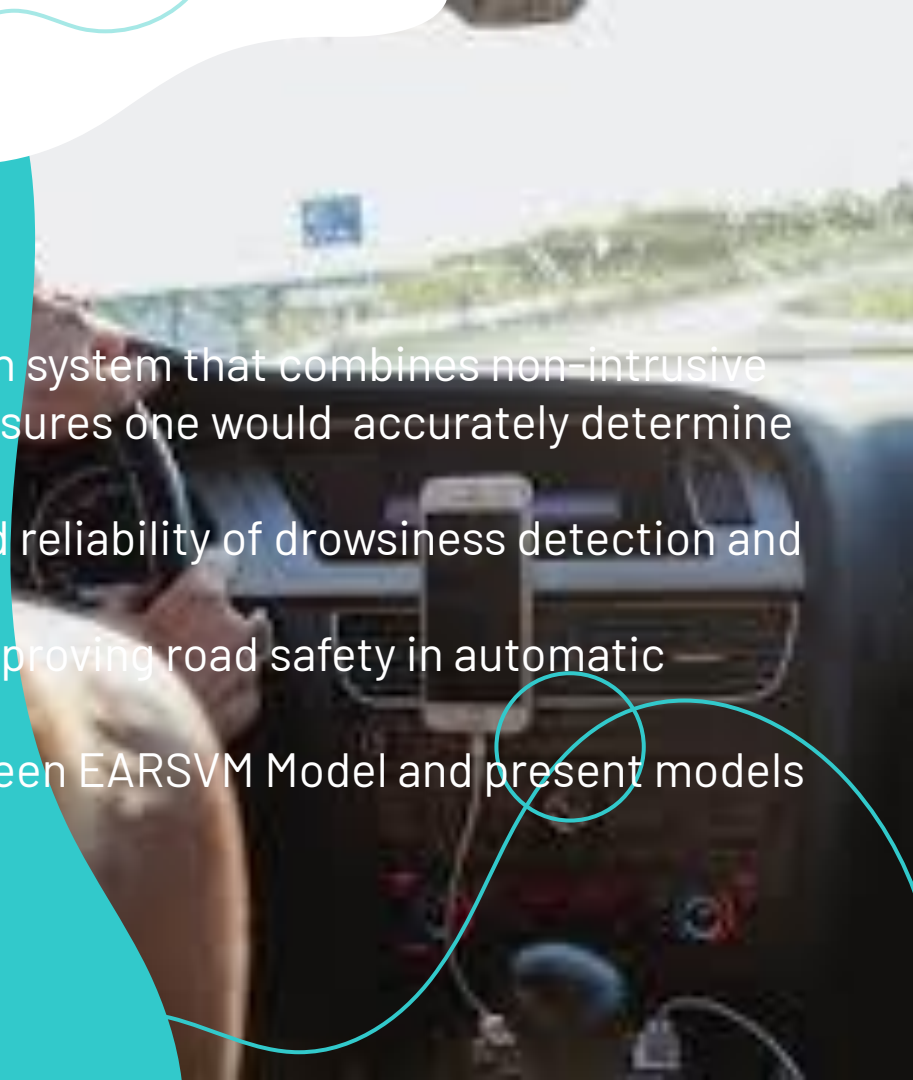 n system that combines non-intrusive
sures one would  accurately determine
d reliability of drowsiness detection and
proving road safety in automatic
een EARSVM Model and present models